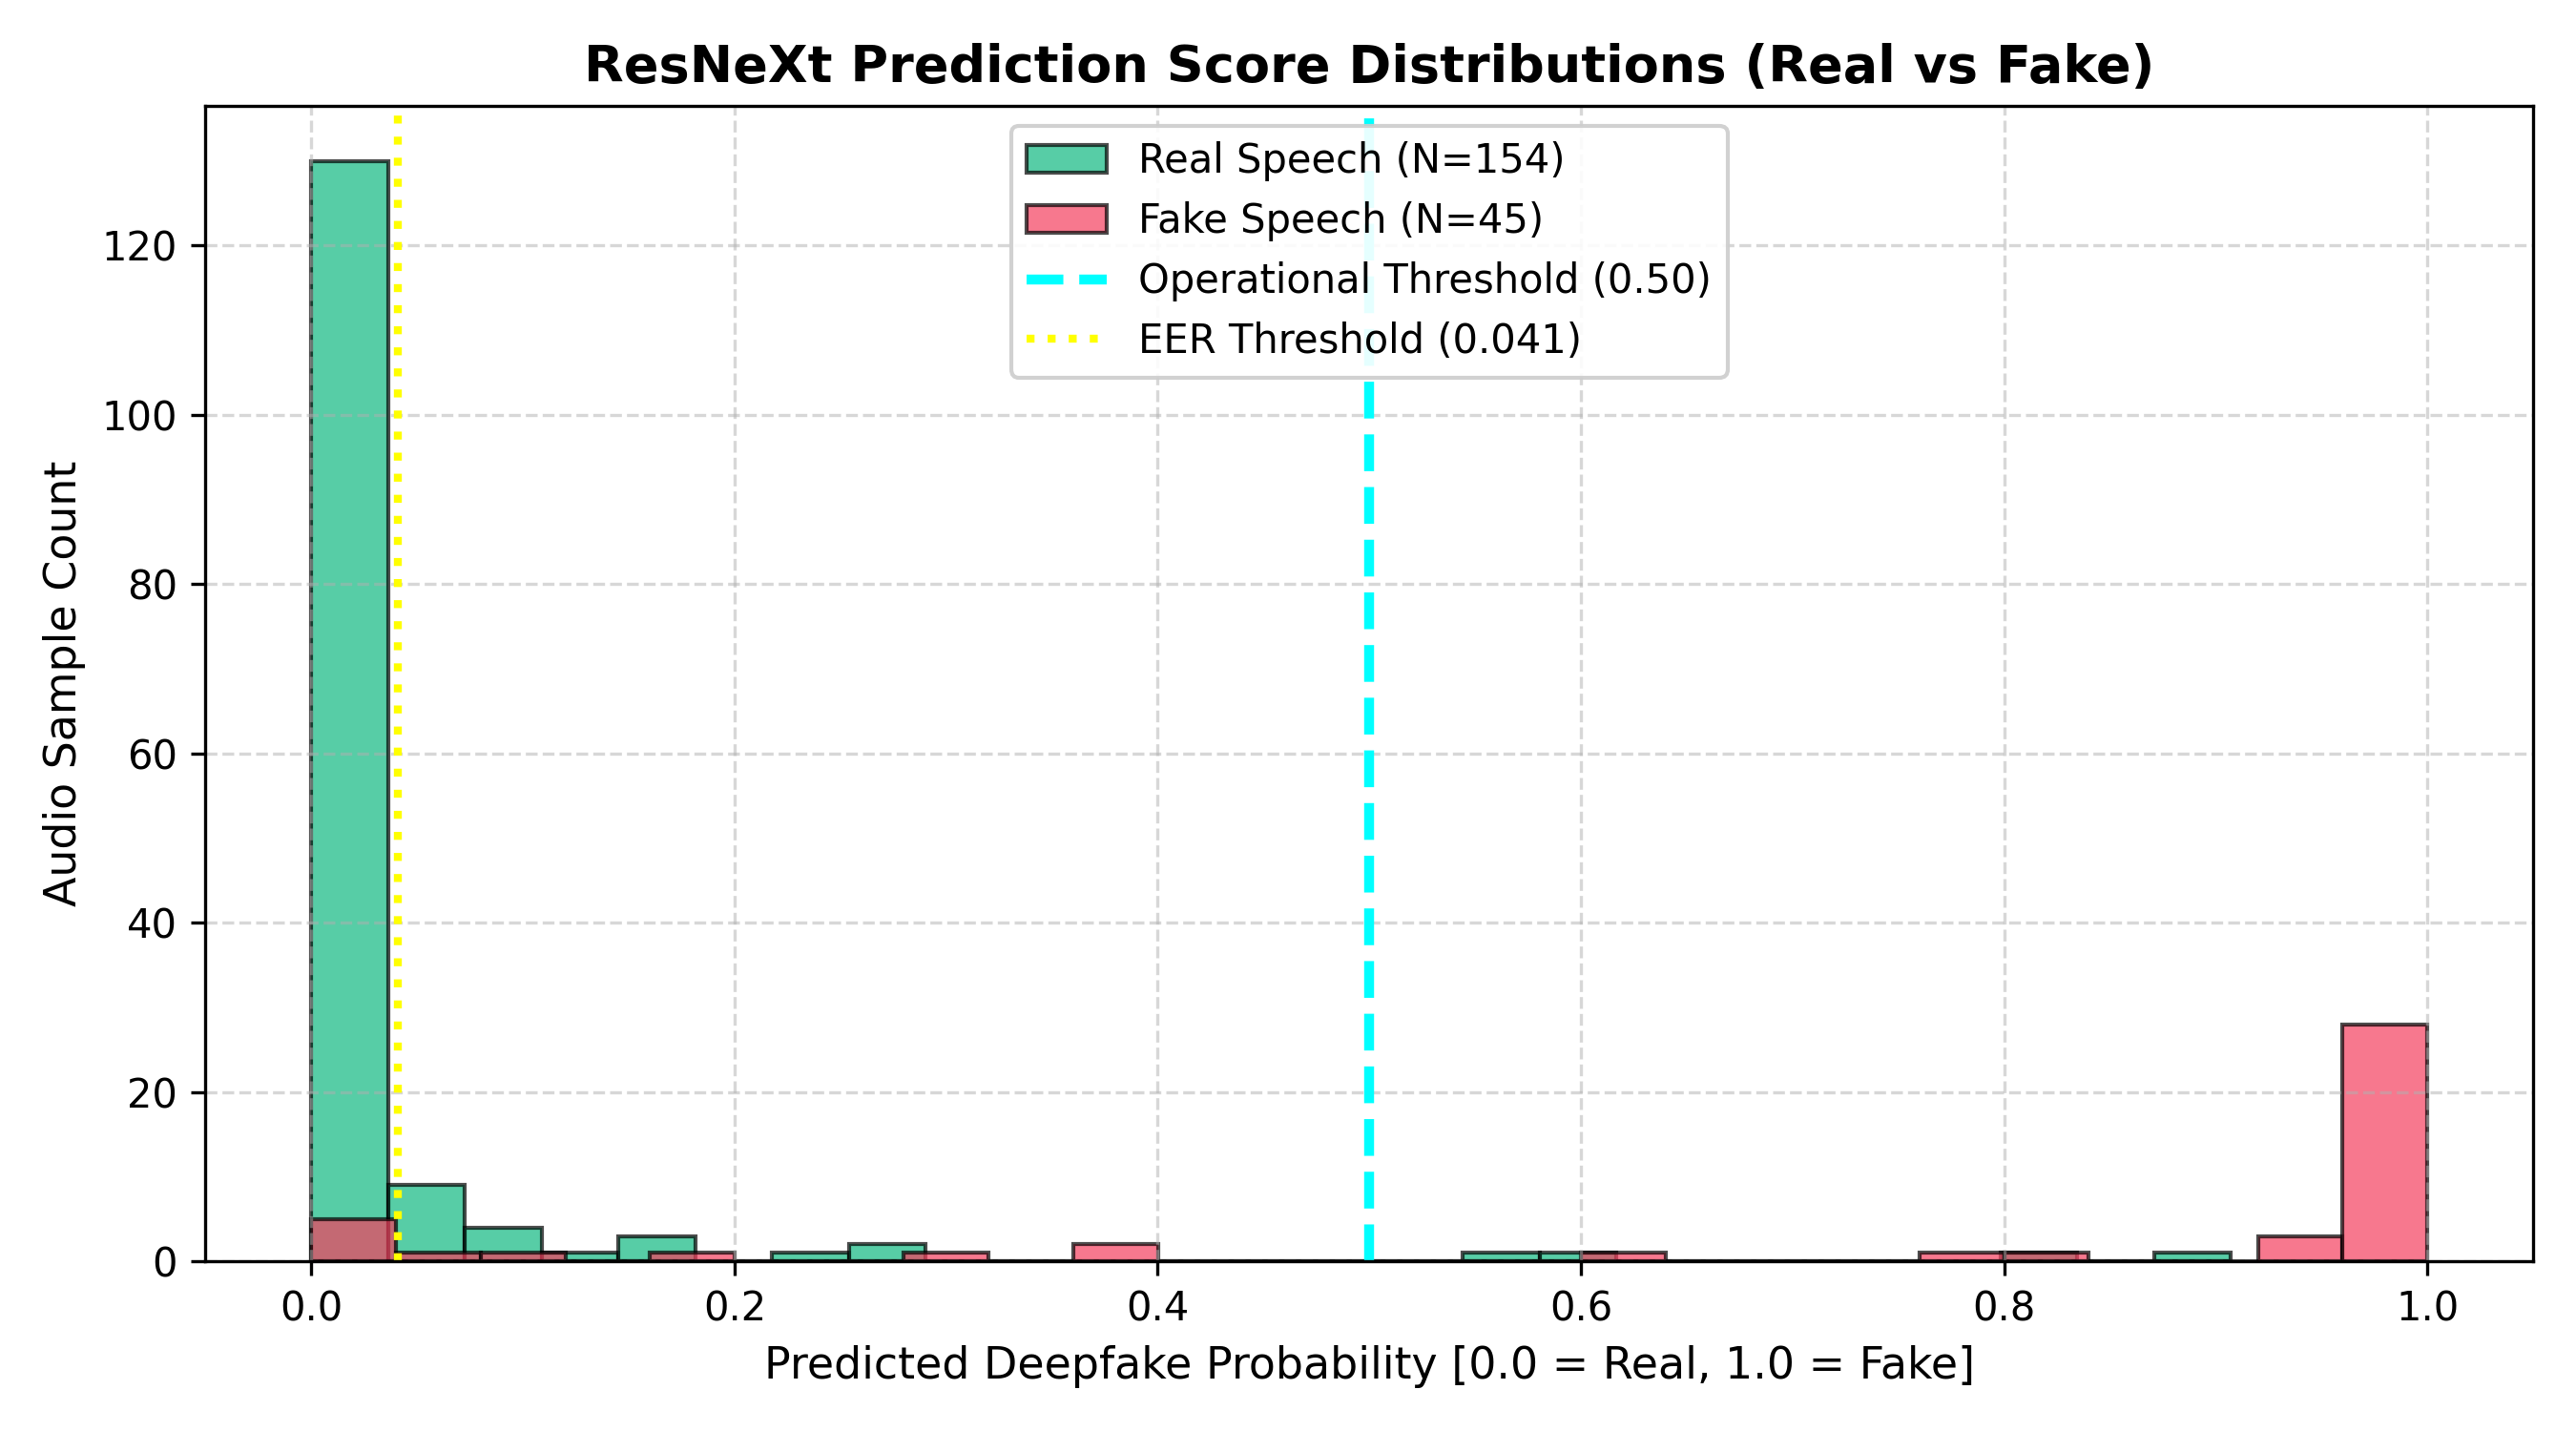 ResNeXt Prediction Score Distributions (Real vs Fake)
Real Speech (N=154)
Fake Speech (N=45)
Operational Threshold (0.50)
EER Threshold (0.041)
Audio Sample Count
120
100
80
60
40
20
0
0.0 0.2 0.4 0.6 0.8 1.0
Predicted Deepfake Probability [0.0 = Real, 1.0 = Fake]